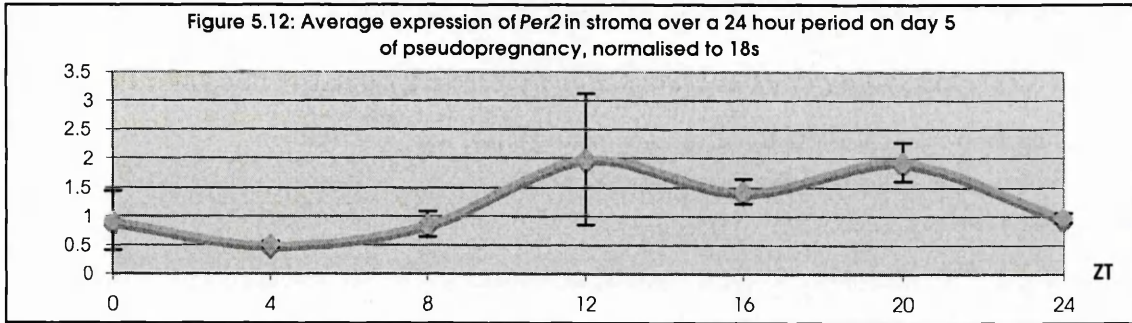 Figure 5.12: Average expression of Per2 in stroma over a 24 hour period on day 5
of pseudopregnancy, normalised to 18s
3.5
3
2.5
2
1.5
1
0.5
0
0 4 8 12 16 20 24
ZT